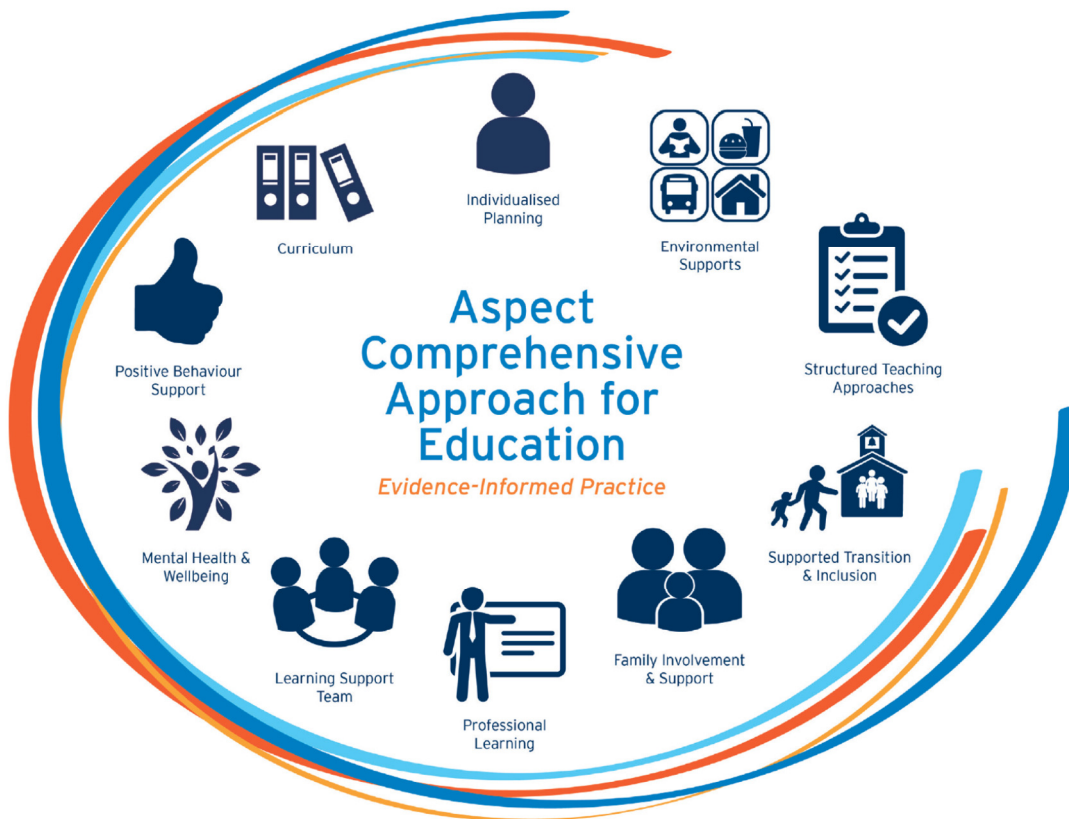 Individualised
Planning
Environmental
Supports
Structured Teaching
Approaches
Supported Transition
& Inclusion
Family Involvement
& Support
Professional
Learning
Learning Support
Team
Mental Health &
Wellbeing
Positive Behaviour
Support
Curriculum
Aspect
Comprehensive
Approach for
Education
Evidence-Informed Practice